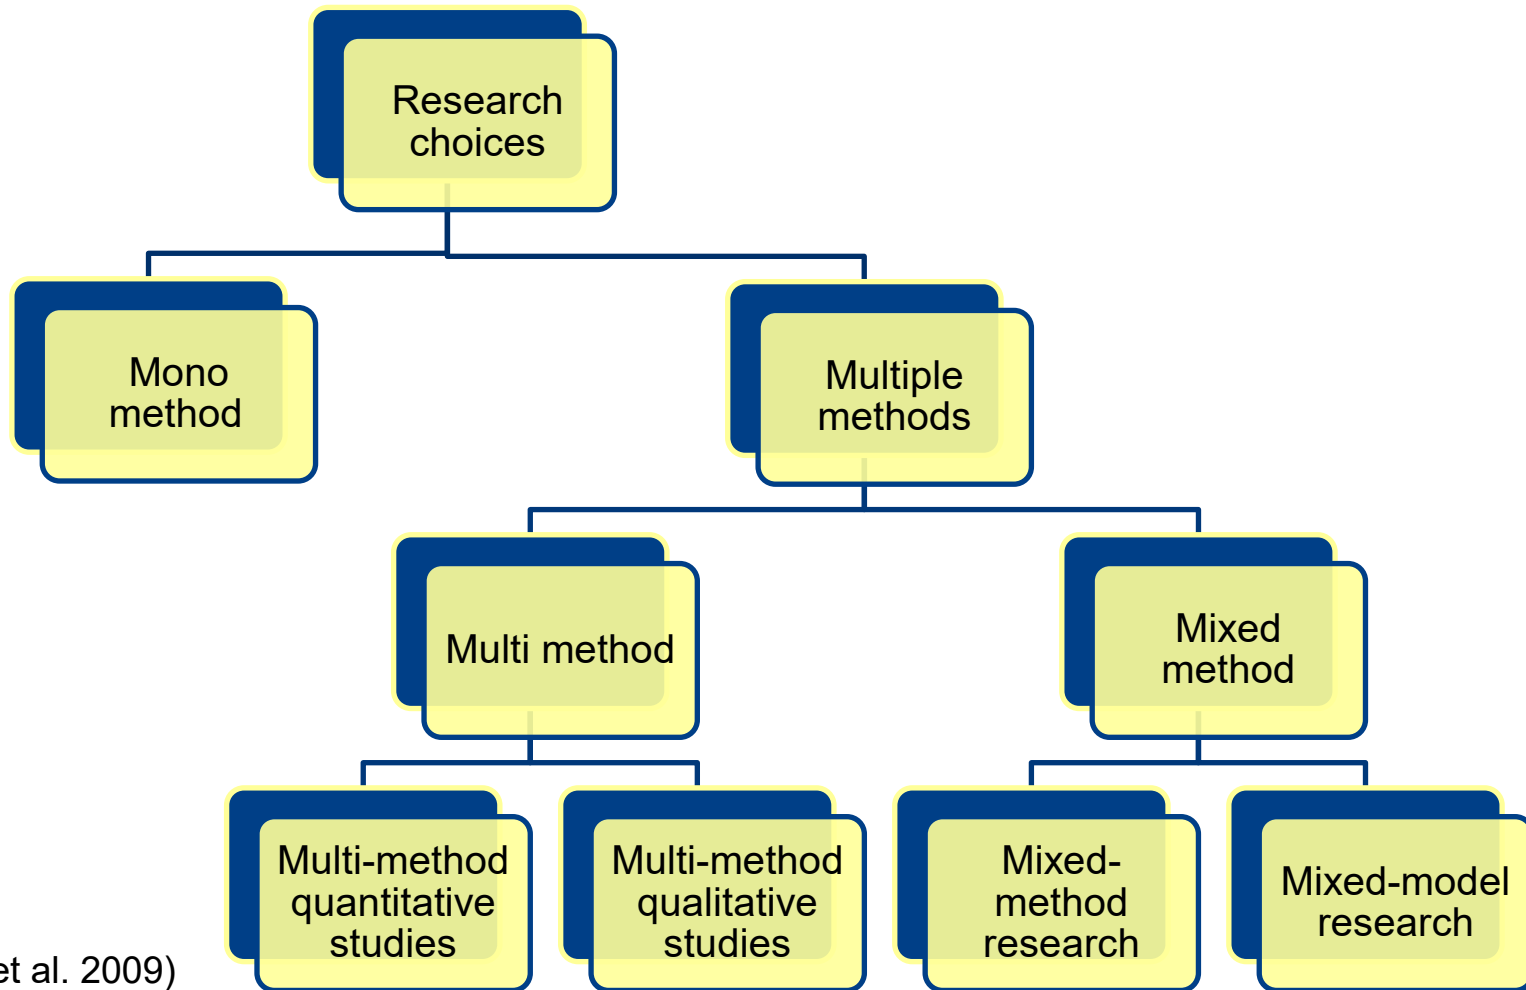 Research
choices
Mono
method
Multiple
methods
Multi method
Mixed
method
Multi-method
quantitative
studies
Multi-method
qualitative
studies
Mixed-
method
research
Mixed-model
research
et al. 2009)